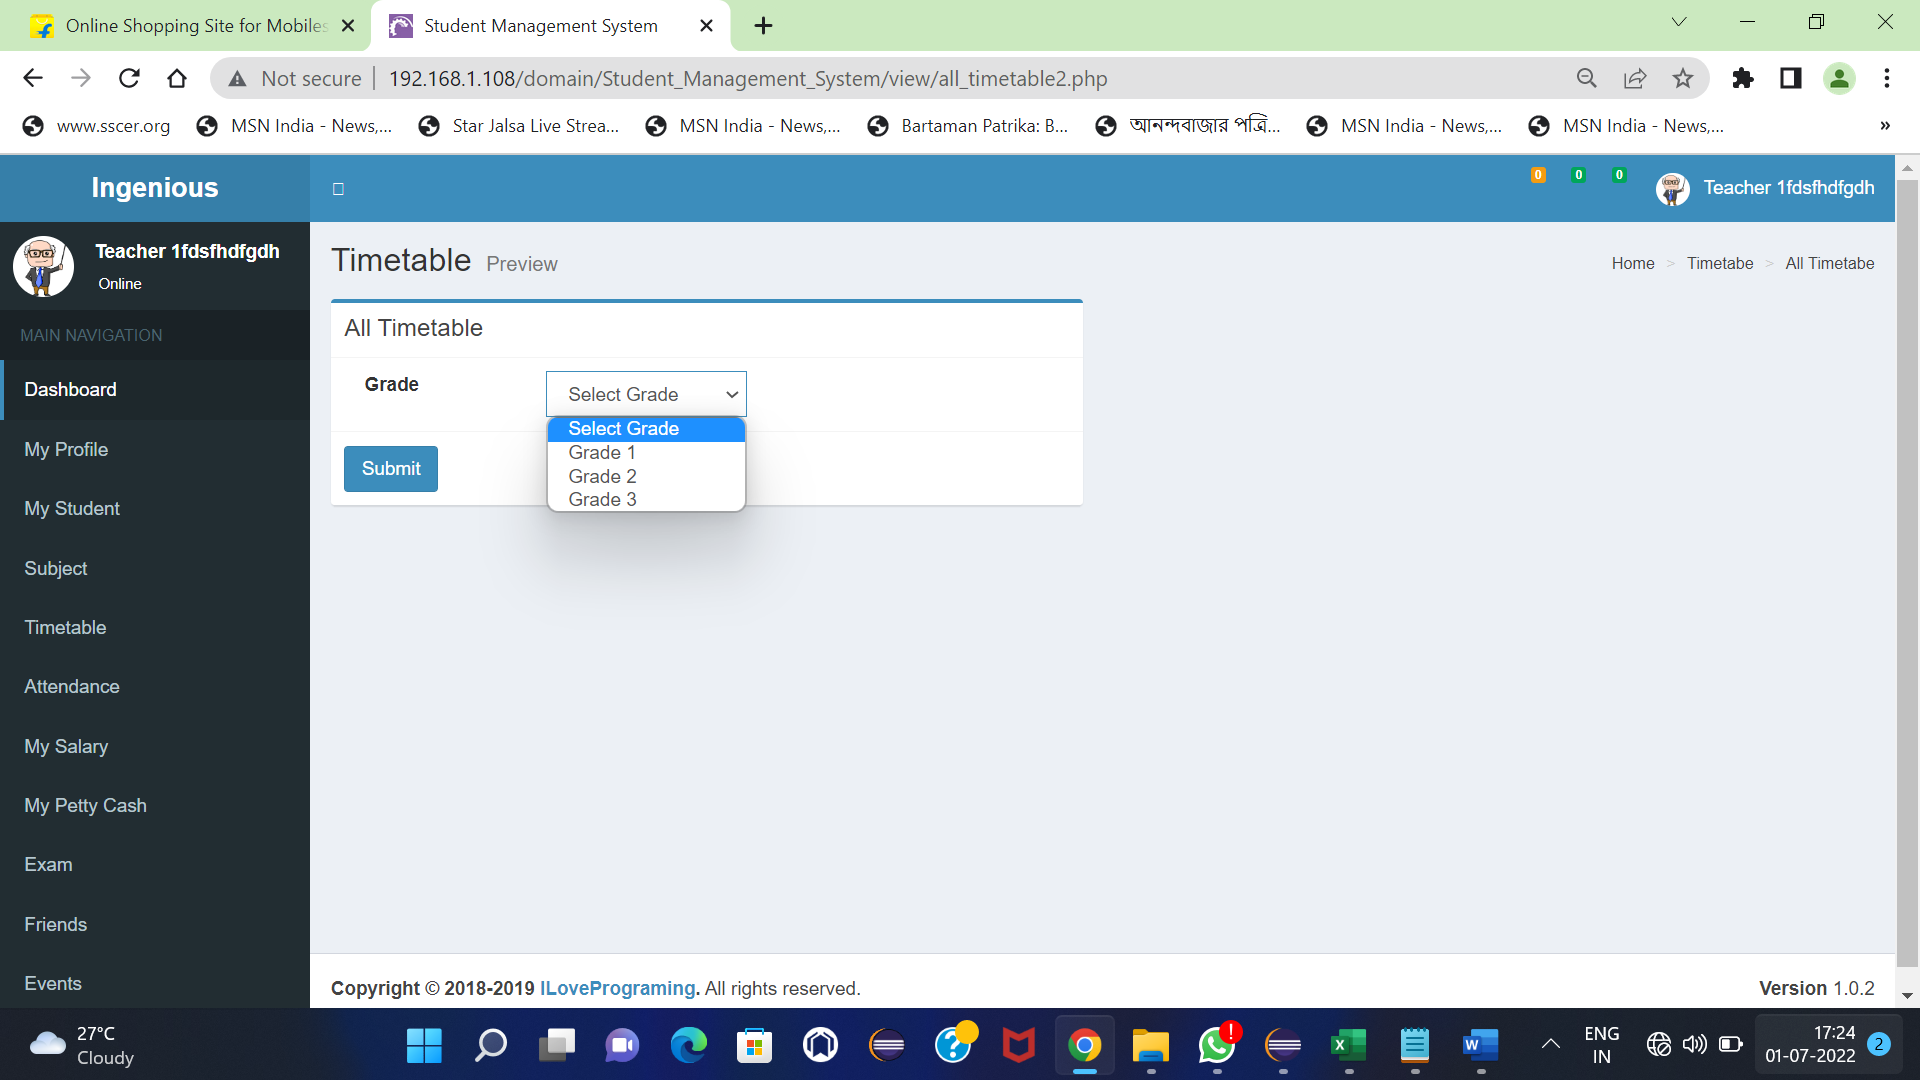 Online Shopping Site for Mobiles
Student Management System
Not secure
192.168.1.108/domain/Student_Management_System/view/all_timetable2.php
www.sscer.org
MSN India - News,...
Star Jalsa Live Strea...
MSN India - News,...
Bartaman Patrika: B...
আনন্দবাজার পত্রি...
MSN India - News,...
MSN India - News,...
»
Ingenious
0
0
0
Teacher 1fdsfhdfgdh
Teacher 1fdsfhdfgdh
Online
MAIN NAVIGATION
Dashboard
My Profile
My Student
Subject
Timetable
Attendance
My Salary
My Petty Cash
Exam
Friends
Events
Timetable Preview
Home > Timetabe > All Timetabe
All Timetable
Grade
Select Grade
Select Grade
Grade 1
Grade 2
Grade 3
Submit
Copyright © 2018-2019 ILovePrograming. All rights reserved.
Version 1.0.2
27°C
Cloudy
ENG
IN
17:24
01-07-2022
2